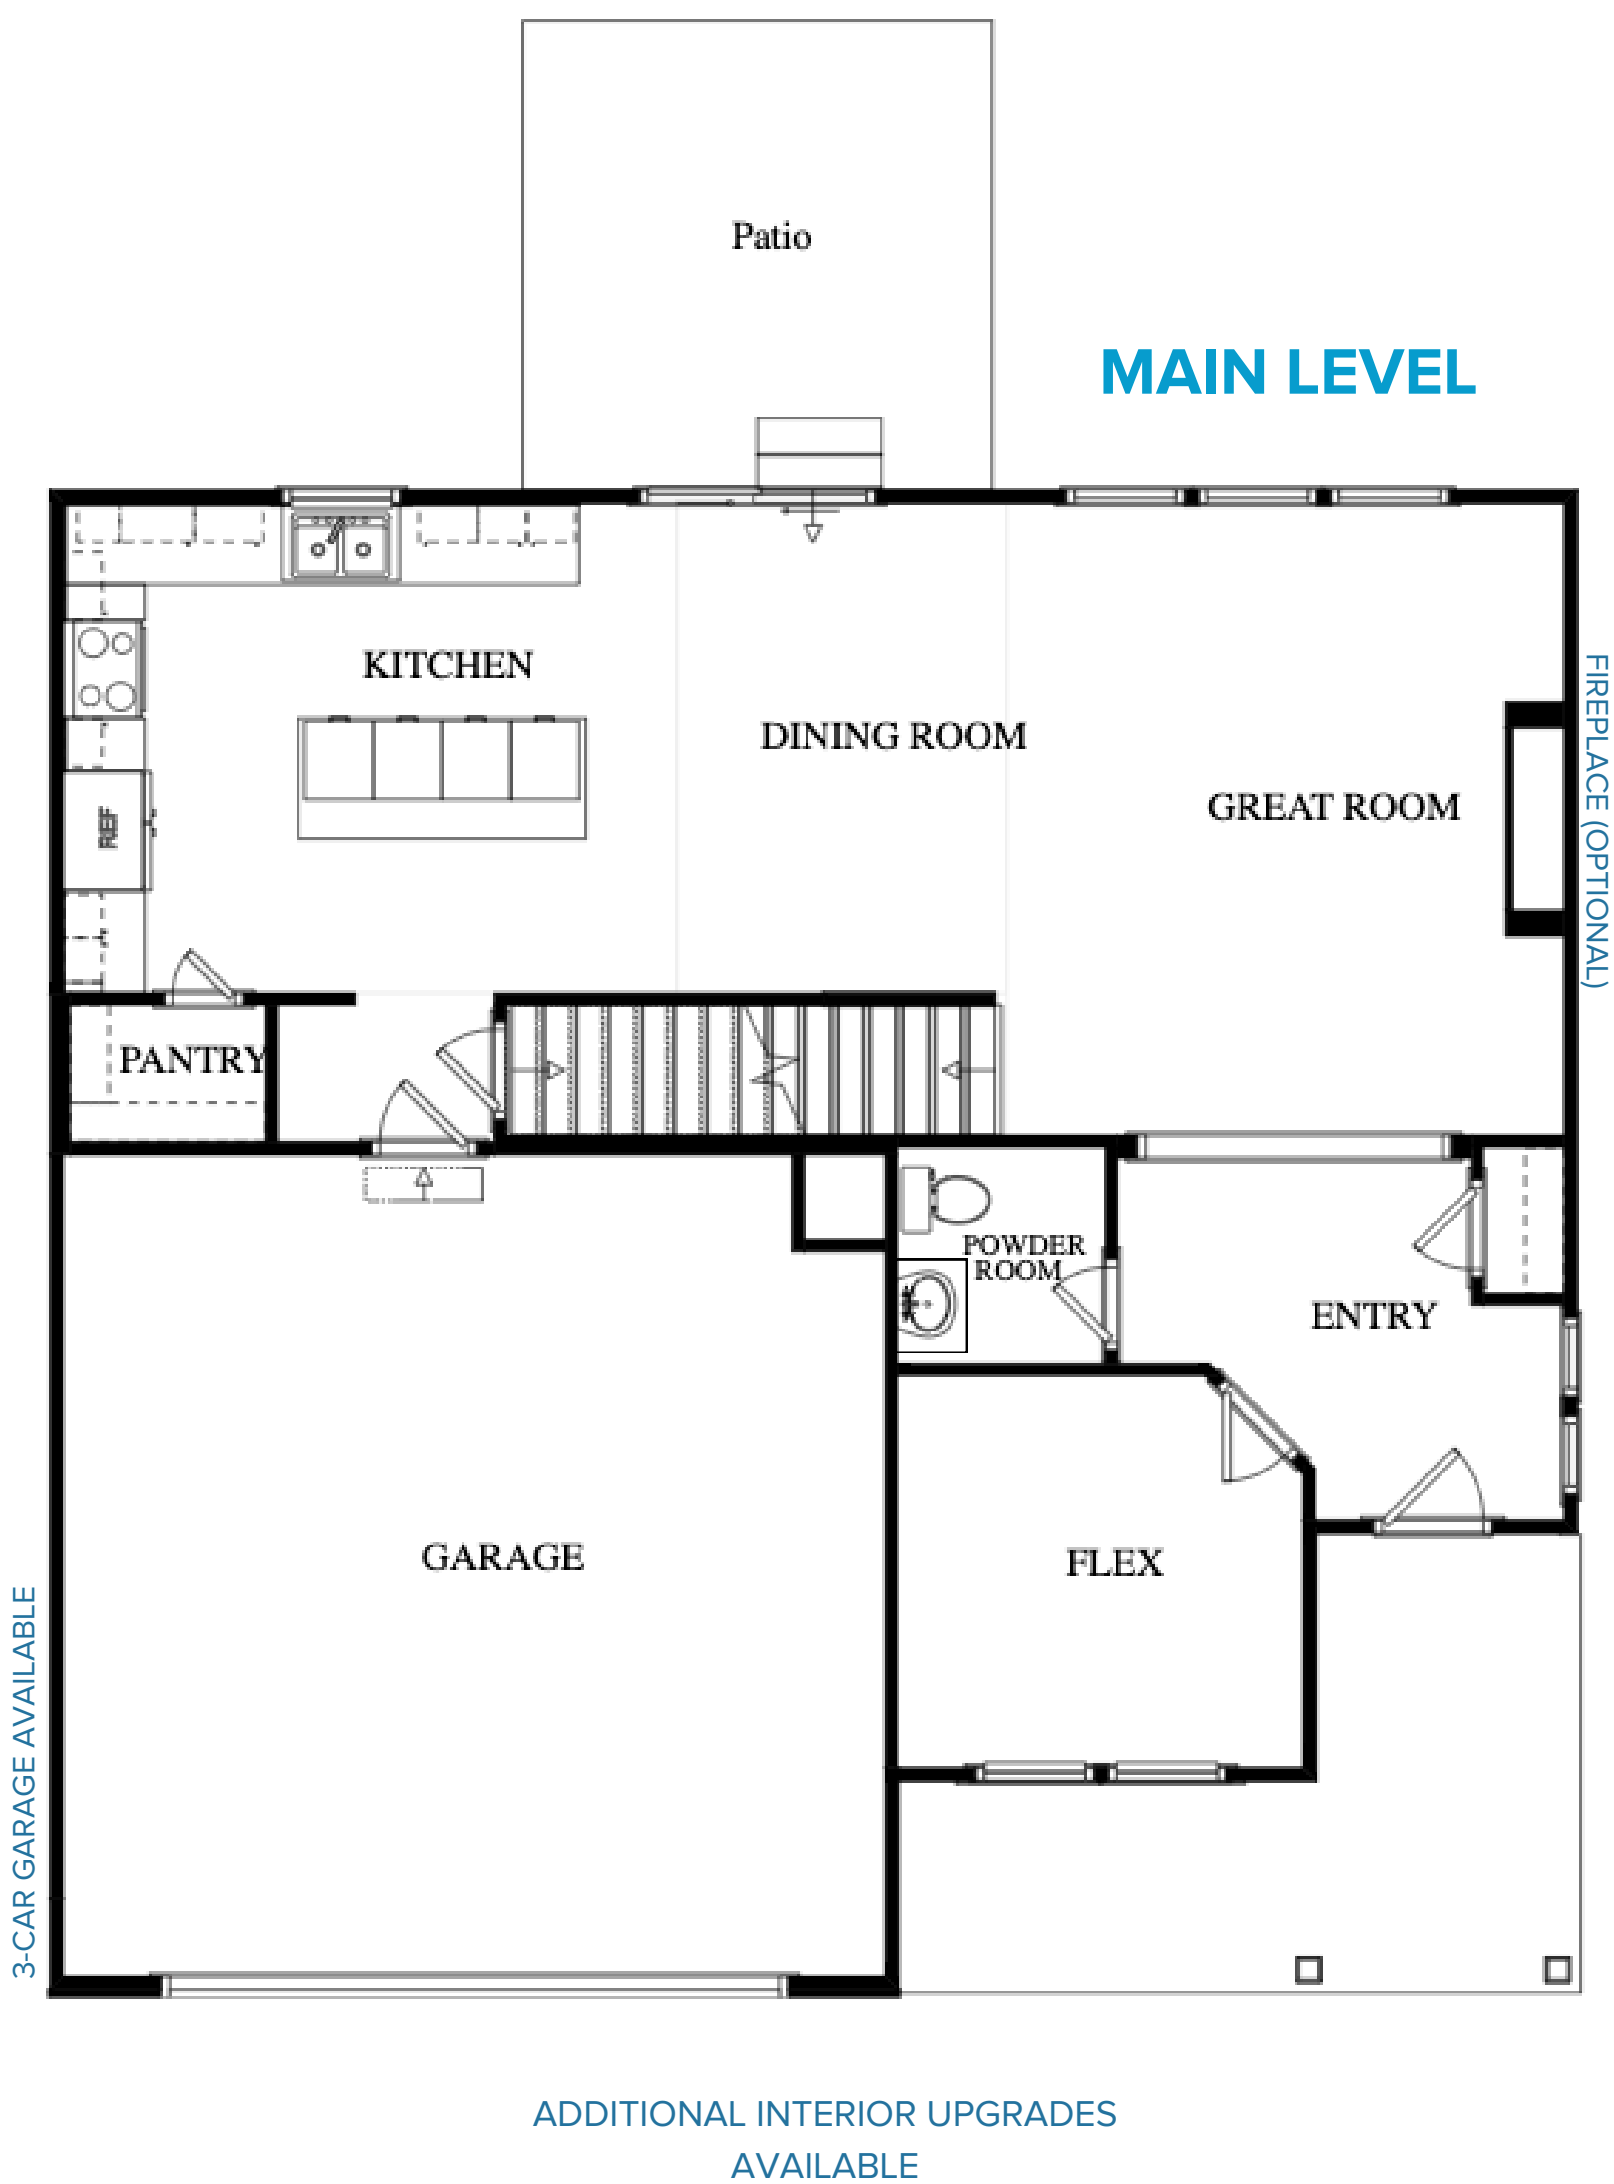 Patio
MAIN LEVEL
KITCHEN
DINING ROOM
GREAT ROOM
FIREPLACE (OPTIONAL)
REF
PANTRY
POWDER
ROOM
ENTRY
GARAGE
FLEX
3-CAR GARAGE AVAILABLE
ADDITIONAL INTERIOR UPGRADES
AVAILABLE